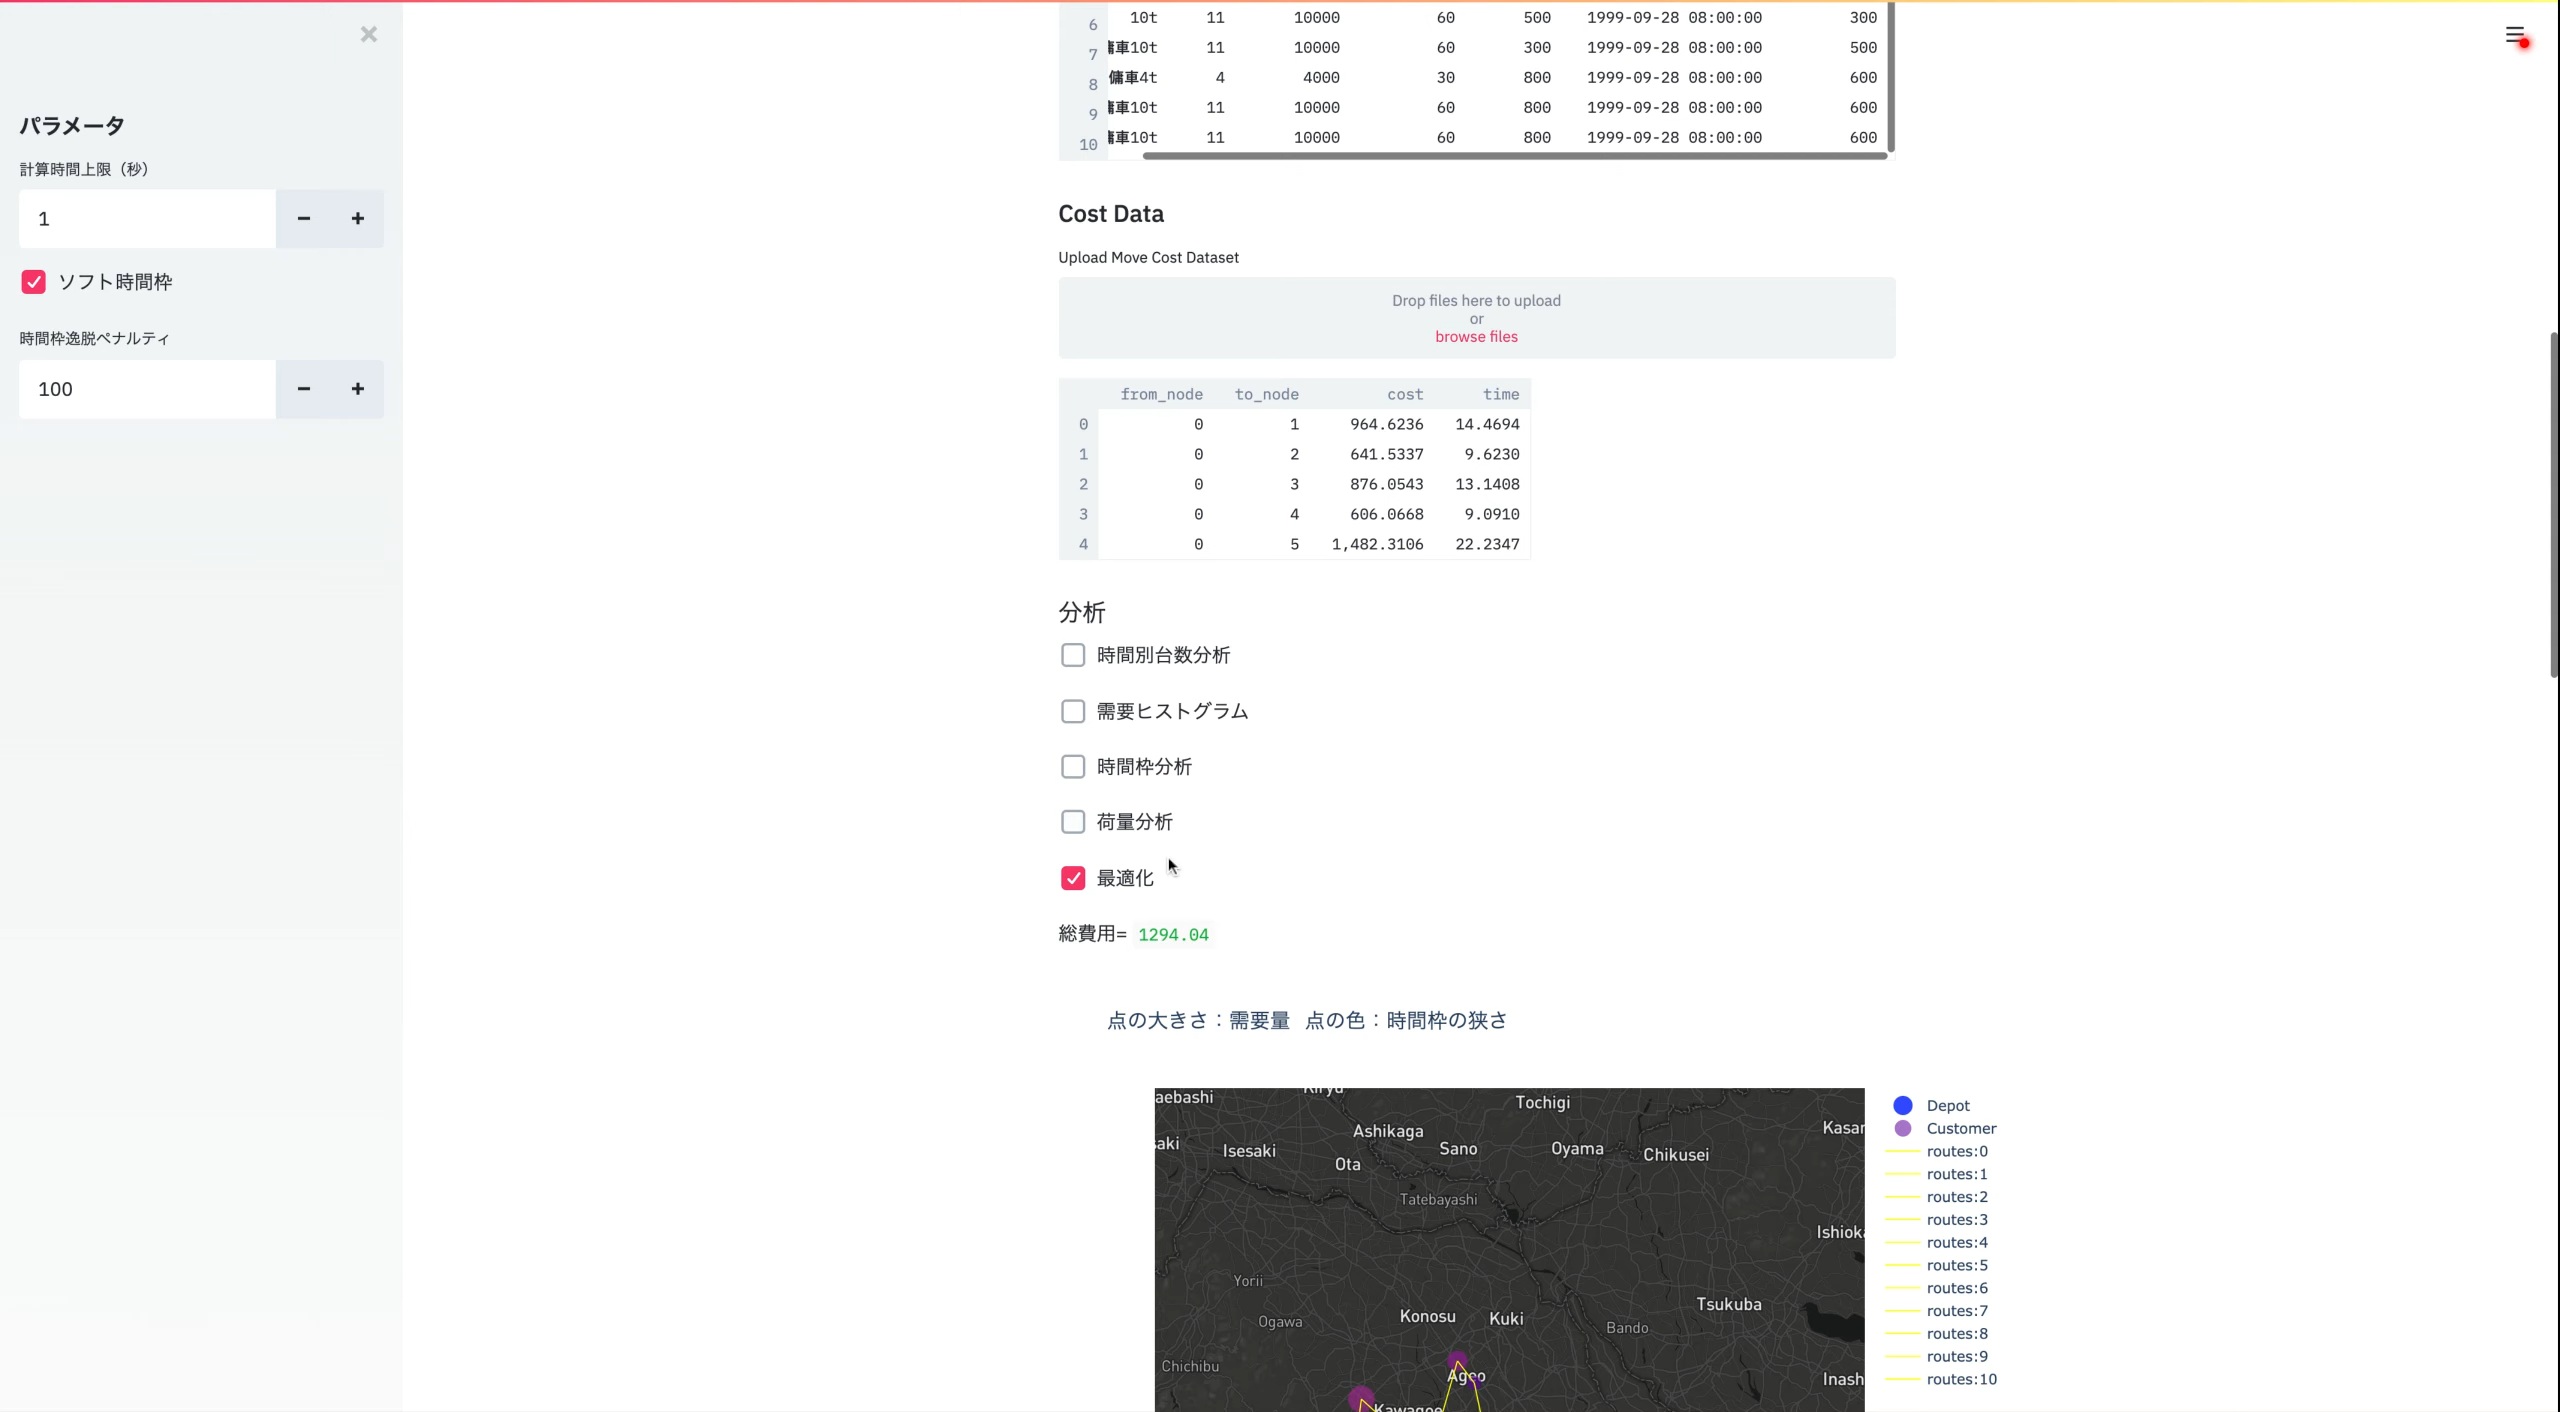 パラメータ
計算時間上限（秒）
1
ソフト時間枠
時間枠逸脱ペナルティ
100
6 10t 11 10000 60 500 1999-09-28 08:00:00 300
7 車10t 11 10000 60 300 1999-09-28 08:00:00 500
8 傭車4t 4 4000 30 800 1999-09-28 08:00:00 600
9 車10t 11 10000 60 800 1999-09-28 08:00:00 600
10 車10t 11 10000 60 800 1999-09-28 08:00:00 600
Cost Data
Upload Move Cost Dataset
Drop files here to upload
or
browse files
from_node to_node cost time
0 0 1 964.6236 14.4694
1 0 2 641.5337 9.6230
2 0 3 876.0543 13.1408
3 0 4 606.0668 9.0910
4 0 5 1,482.3106 22.2347
分析
時間別台数分析
需要ヒストグラム
時間枠分析
荷量分析
最適化
総費用= 1294.04
点の大きさ：需要量 点の色：時間枠の狭さ
aebashi
Kiryu
Tochigi
Ashikaga
Kasar
aki
Isesaki
Sano
Oyama
Chikusei
Ota
Tatebayashi
Ishiok
Yorii
Tsukuba
Konosu
Kuki
Ogawa
Bando
Chichibu
Ageo
Inash
Kawagoe
Depot
Customer
routes:0
routes:1
routes:2
routes:3
routes:4
routes:5
routes:6
routes:7
routes:8
routes:9
routes:10